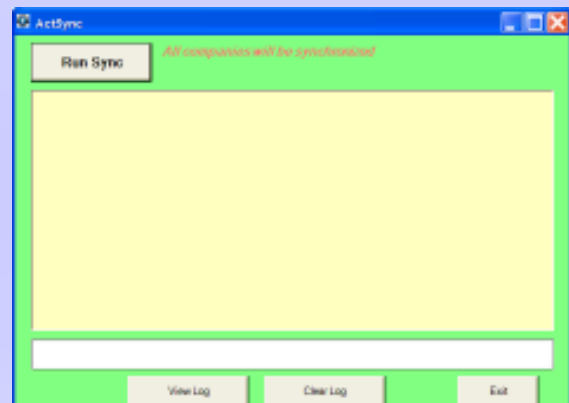 ActSync
Run Sync
All companies will be synchronized
View Log
Clear Log
Exit